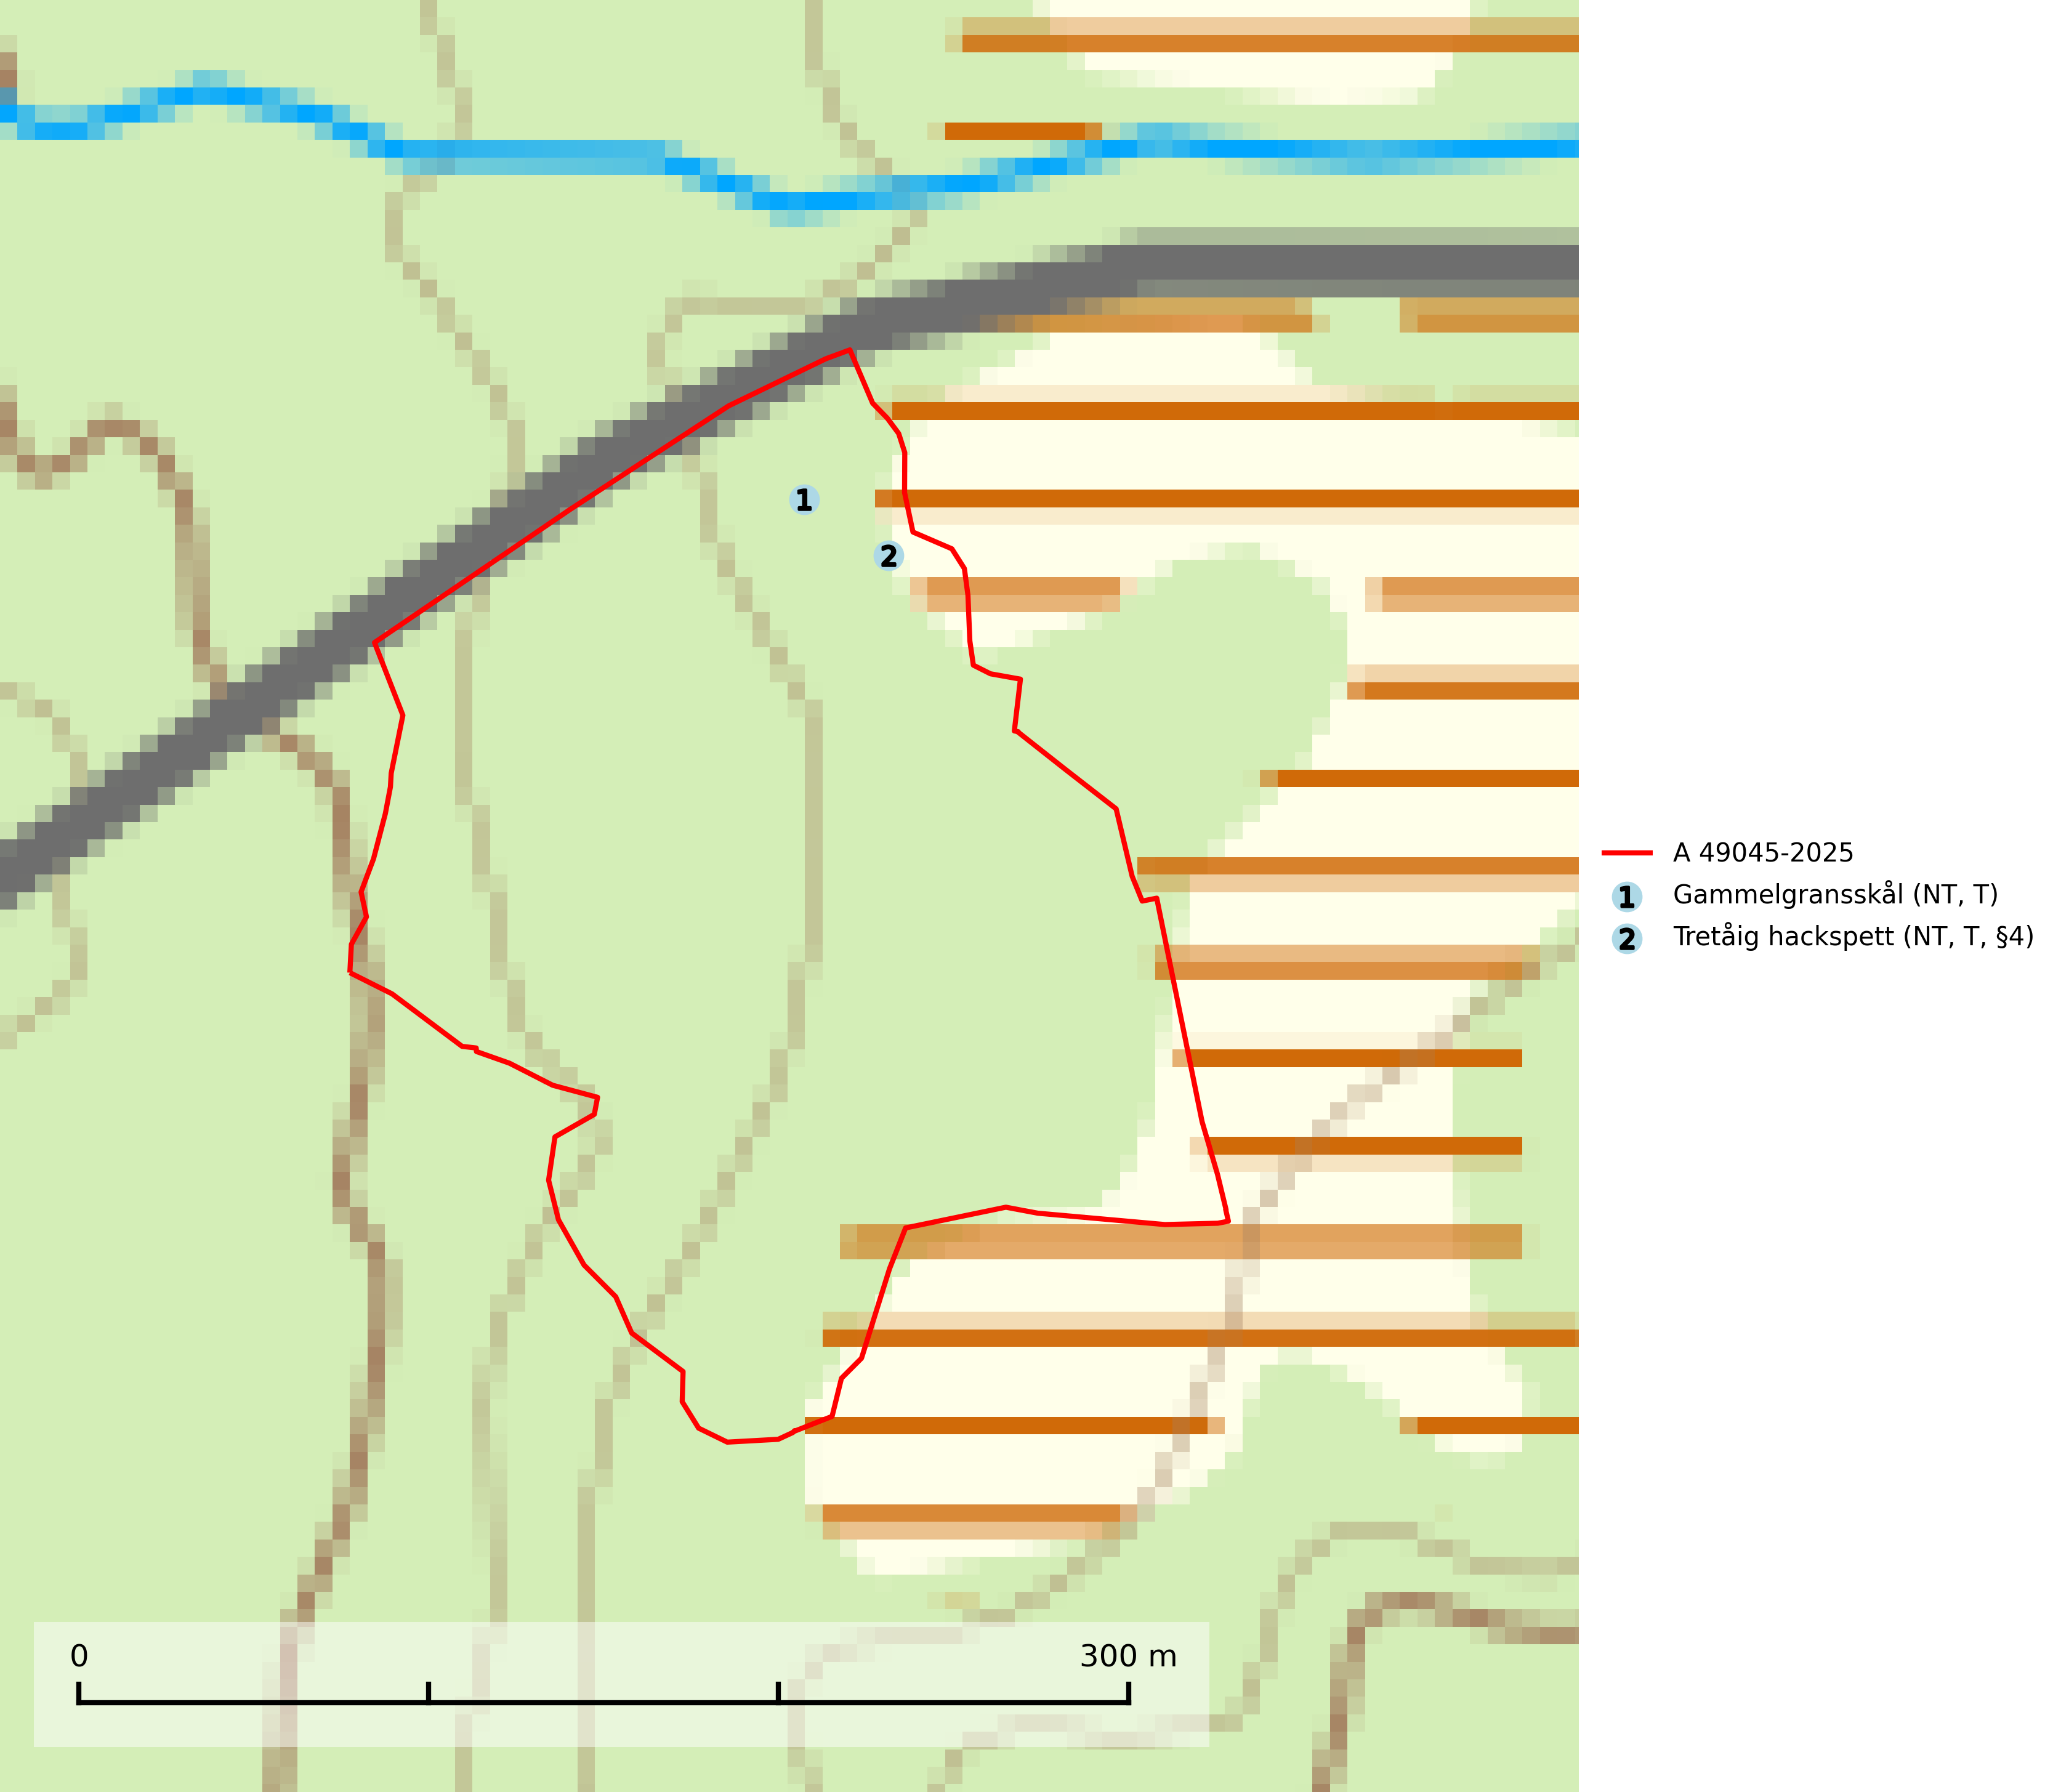 1
2
A 49045-2025
1 Gammelgransskål (NT, T)
2 Tretåig hackspett (NT, T, §4)
0 300 m